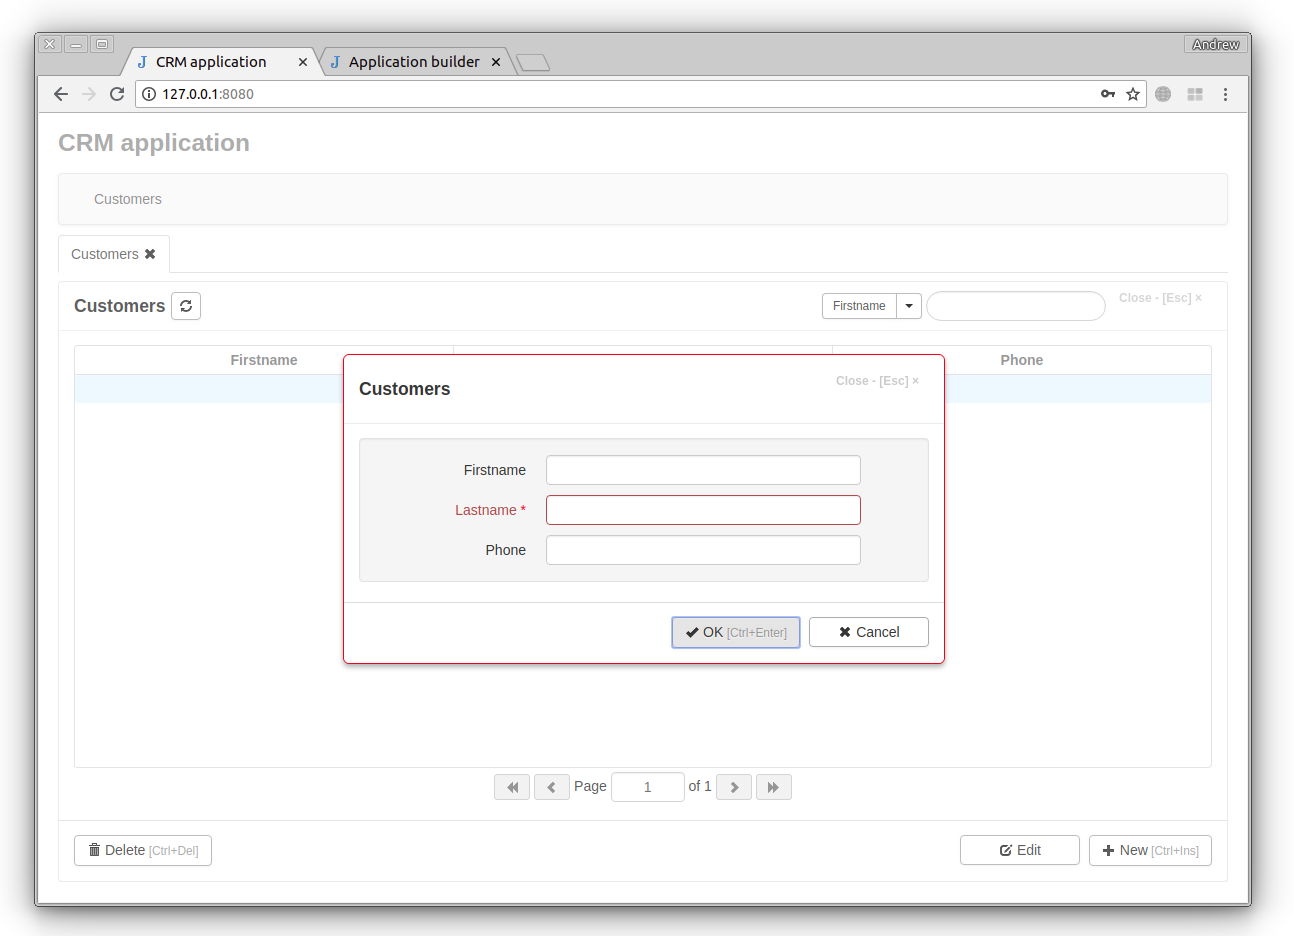 Andrew
CRM application
Application builder
127.0.0.1:8080
CRM application
Customers
Customers
Customers
Firstname
Close - [Esc] ×
Firstname
Phone
Customers
Close - [Esc] ×
Firstname
Lastname *
Phone
OK [Ctrl+Enter]
Cancel
Page 1 of 1
Delete [Ctrl+Del]
Edit
New [Ctrl+Ins]